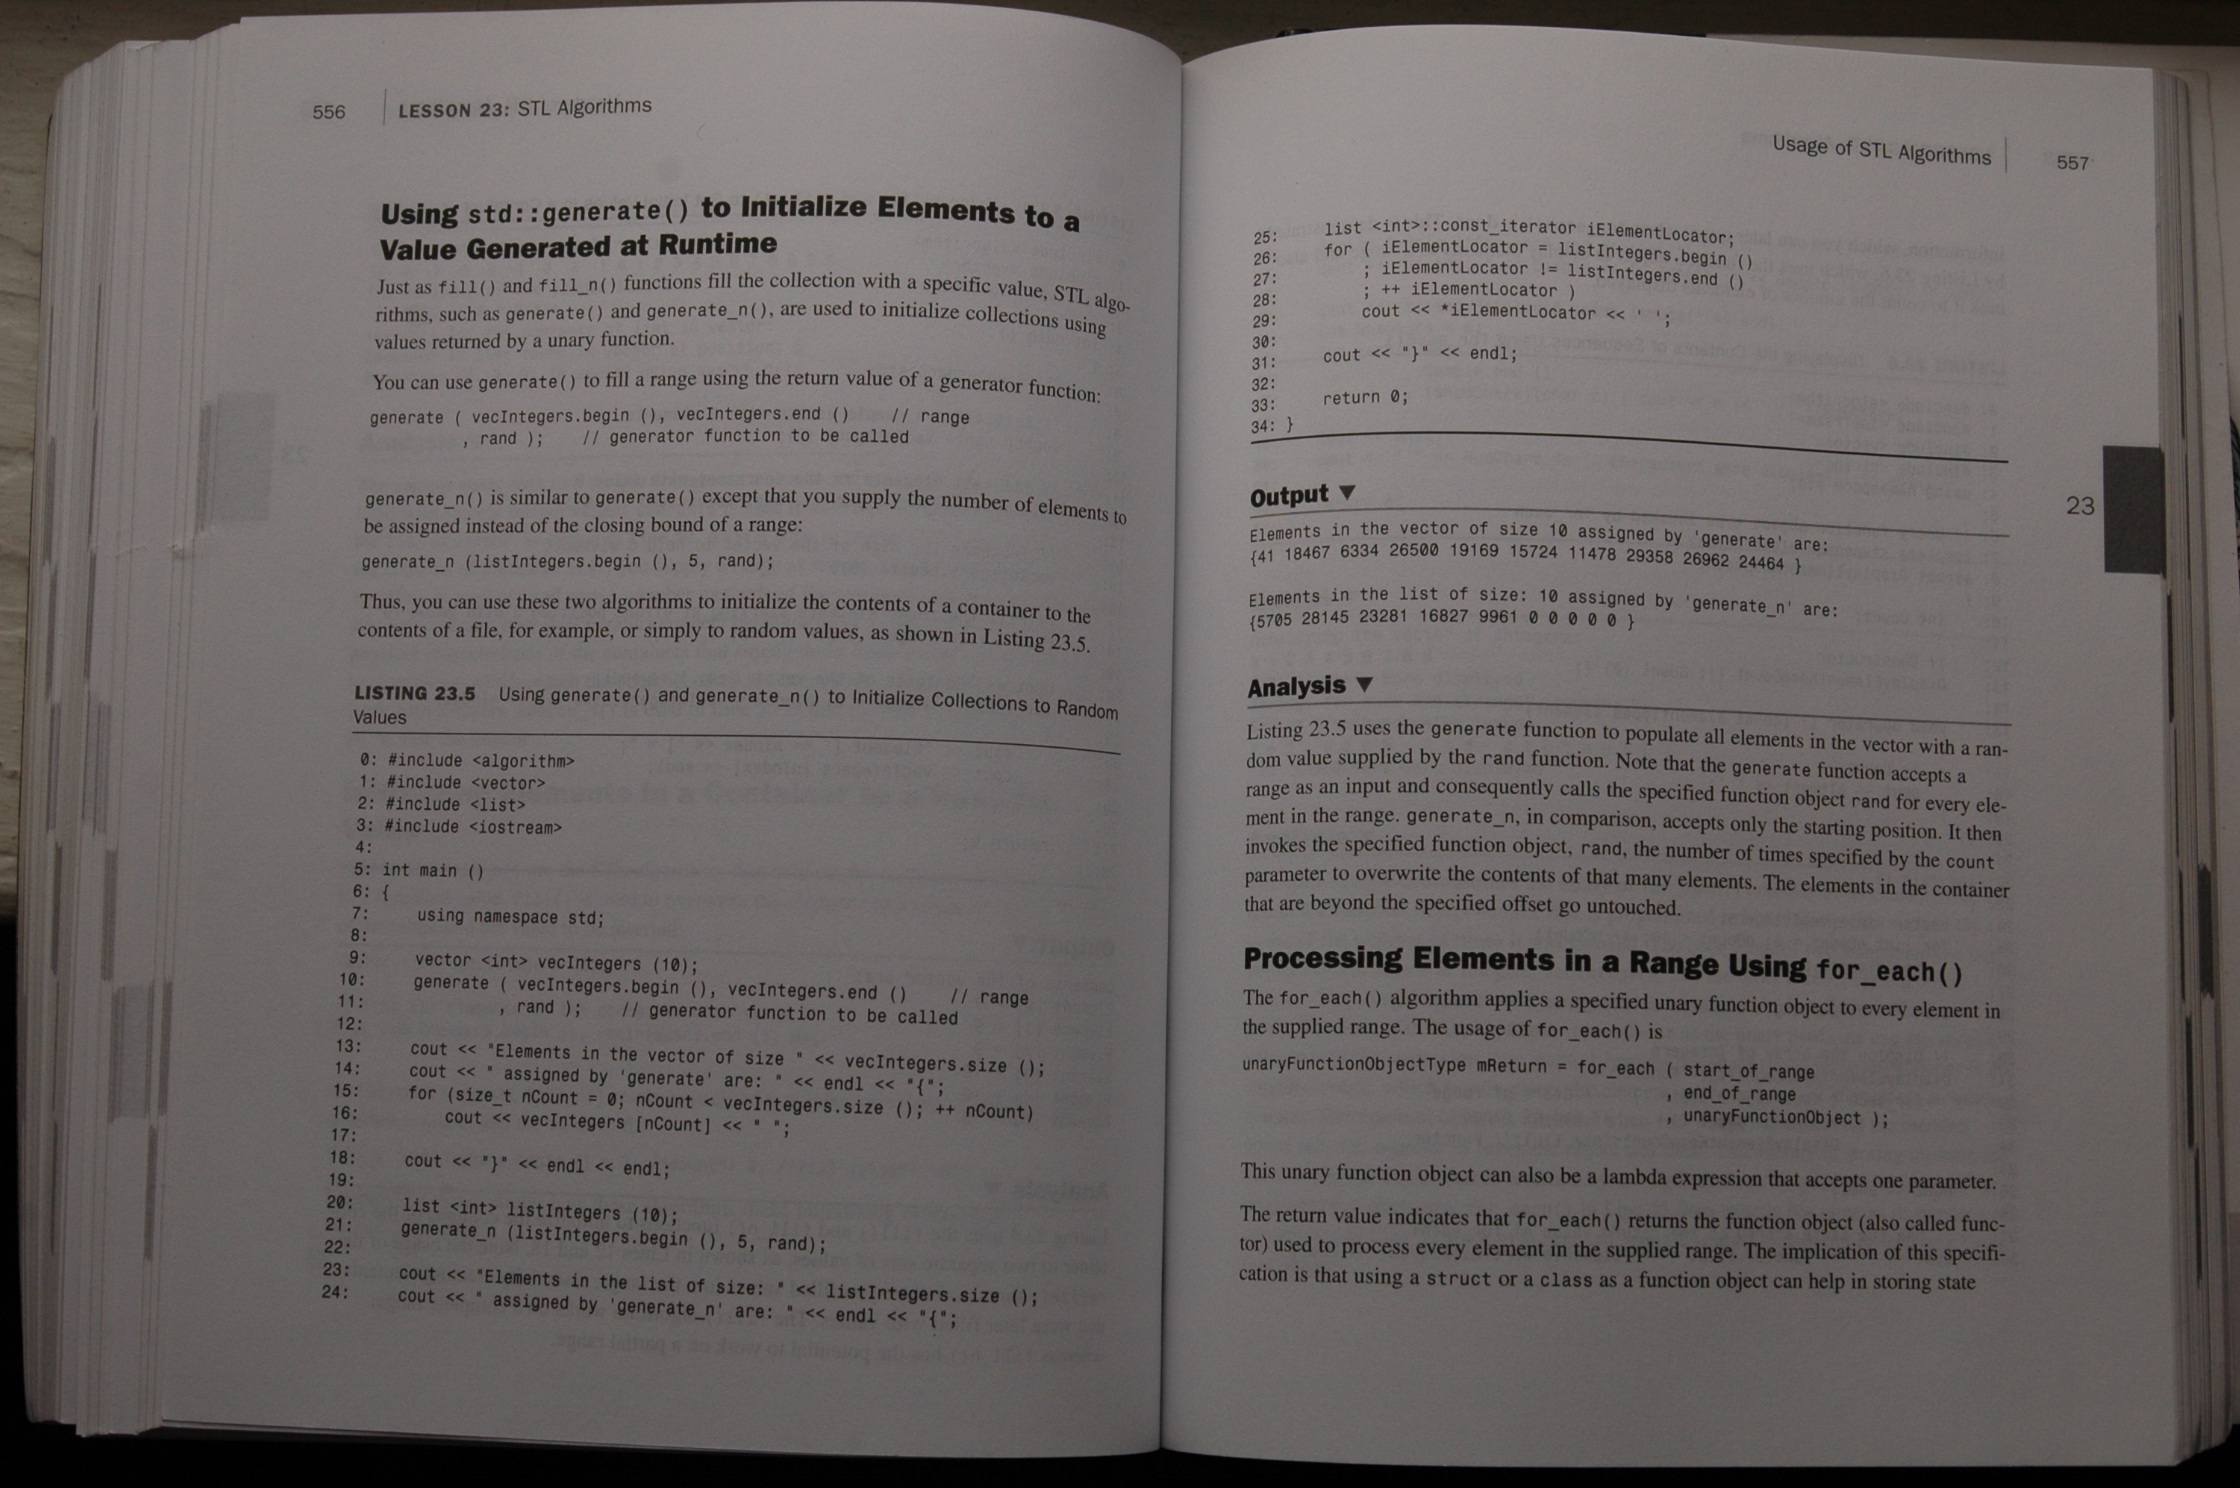 556 LESSON 23: STL Algorithms
Using std::generate() to Initialize Elements to a
Value Generated at Runtime
Just as fill() and fill_n() functions fill the collection with a specific value, STL algo-
rithms, such as generate() and generate_n(), are used to initialize collections using
values returned by a unary function.
You can use generate() to fill a range using the return value of a generator function:
generate ( vecIntegers.begin (), vecIntegers.end ()    // range
         , rand );    // generator function to be called
generate_n() is similar to generate() except that you supply the number of elements to
be assigned instead of the closing bound of a range:
generate_n (listIntegers.begin (), 5, rand);
Thus, you can use these two algorithms to initialize the contents of a container to the
contents of a file, for example, or simply to random values, as shown in Listing 23.5.
LISTING 23.5 Using generate() and generate_n() to Initialize Collections to Random
Values
0: #include <algorithm>
1: #include <vector>
2: #include <list>
3: #include <iostream>
4:
5: int main ()
6: {
7:    using namespace std;
8:
9:    vector <int> vecIntegers (10);
10:    generate ( vecIntegers.begin (), vecIntegers.end ()    // range
11:             , rand );    // generator function to be called
12:
13:    cout << "Elements in the vector of size " << vecIntegers.size ();
14:    cout << " assigned by 'generate' are: " << endl << "{";
15:    for (size_t nCount = 0; nCount < vecIntegers.size (); ++ nCount)
16:        cout << vecIntegers [nCount] << " ";
17:
18:    cout << "}" << endl << endl;
19:
20:    list <int> listIntegers (10);
21:    generate_n (listIntegers.begin (), 5, rand);
22:
23:    cout << "Elements in the list of size: " << listIntegers.size ();
24:    cout << " assigned by 'generate_n' are: " << endl << "{";
Usage of STL Algorithms 557
25:    list <int>::const_iterator iElementLocator;
26:    for ( iElementLocator = listIntegers.begin ()
27:        ; iElementLocator != listIntegers.end ()
28:        ; ++ iElementLocator )
29:        cout << *iElementLocator << ' ';
30:
31:    cout << "}" << endl;
32:
33:    return 0;
34: }
23
Output ▼
Elements in the vector of size 10 assigned by 'generate' are:
{41 18467 6334 26500 19169 15724 11478 29358 26962 24464 }
Elements in the list of size: 10 assigned by 'generate_n' are:
{5705 28145 23281 16827 9961 0 0 0 0 0 }
Analysis ▼
Listing 23.5 uses the generate function to populate all elements in the vector with a ran-
dom value supplied by the rand function. Note that the generate function accepts a
range as an input and consequently calls the specified function object rand for every ele-
ment in the range. generate_n, in comparison, accepts only the starting position. It then
invokes the specified function object, rand, the number of times specified by the count
parameter to overwrite the contents of that many elements. The elements in the container
that are beyond the specified offset go untouched.
Processing Elements in a Range Using for_each()
The for_each() algorithm applies a specified unary function object to every element in
the supplied range. The usage of for_each() is
unaryFunctionObjectType mReturn = for_each ( start_of_range
                                           , end_of_range
                                           , unaryFunctionObject );
This unary function object can also be a lambda expression that accepts one parameter.
The return value indicates that for_each() returns the function object (also called func-
tor) used to process every element in the supplied range. The implication of this specifi-
cation is that using a struct or a class as a function object can help in storing state